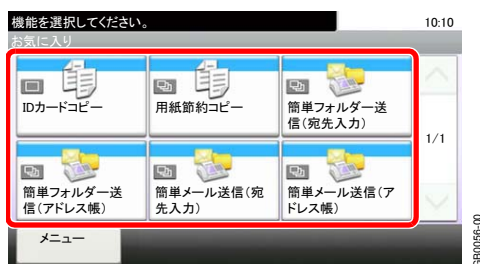 機能を選択してください。 10:10
お気に入り
IDカードコピー
用紙節約コピー
簡単フォルダー送
信(宛先入力)
1/1
簡単フォルダー送
信(アドレス帳)
簡単メール送信(宛
先入力)
簡単メール送信(ア
ドレス帳)
メニュー
GB0056-00